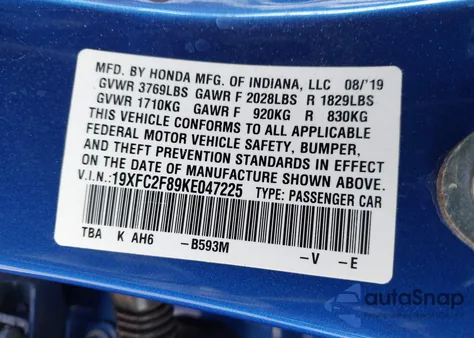 MFD. BY HONDA MFG. OF INDIANA, LLC 08/'19
GVWR 3769LBS GAWR F 2028LBS R 1829LBS
GVWR 1710KG GAWR F 920KG R 830KG
THIS VEHICLE CONFORMS TO ALL APPLICABLE
FEDERAL MOTOR VEHICLE SAFETY, BUMPER,
AND THEFT PREVENTION STANDARDS IN EFFECT
ON THE DATE OF MANUFACTURE SHOWN ABOVE.
V.I.N.:19XFC2F89KE047225 TYPE: PASSENGER CAR
TBA K AH6 -B593M -V -E
autoSnap